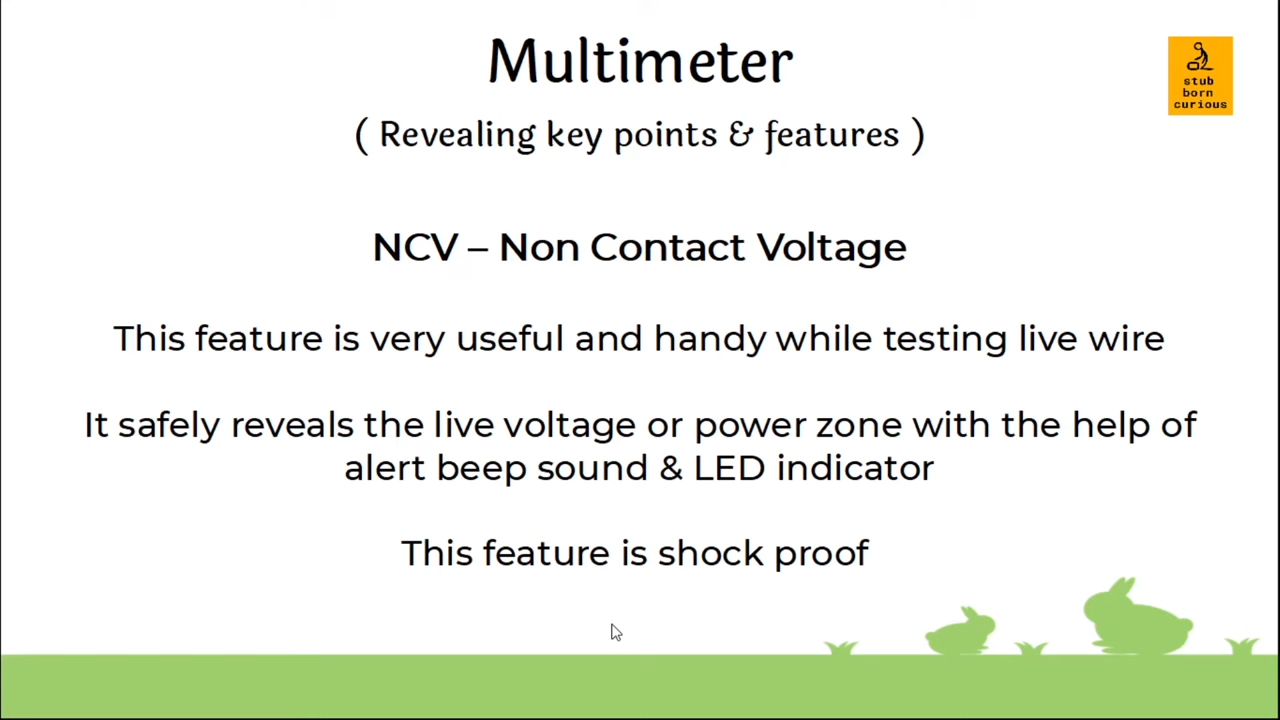 Multimeter
stub
born
curious
( Revealing key points & features )
NCV – Non Contact Voltage
This feature is very useful and handy while testing live wire
It safely reveals the live voltage or power zone with the help of
alert beep sound & LED indicator
This feature is shock proof